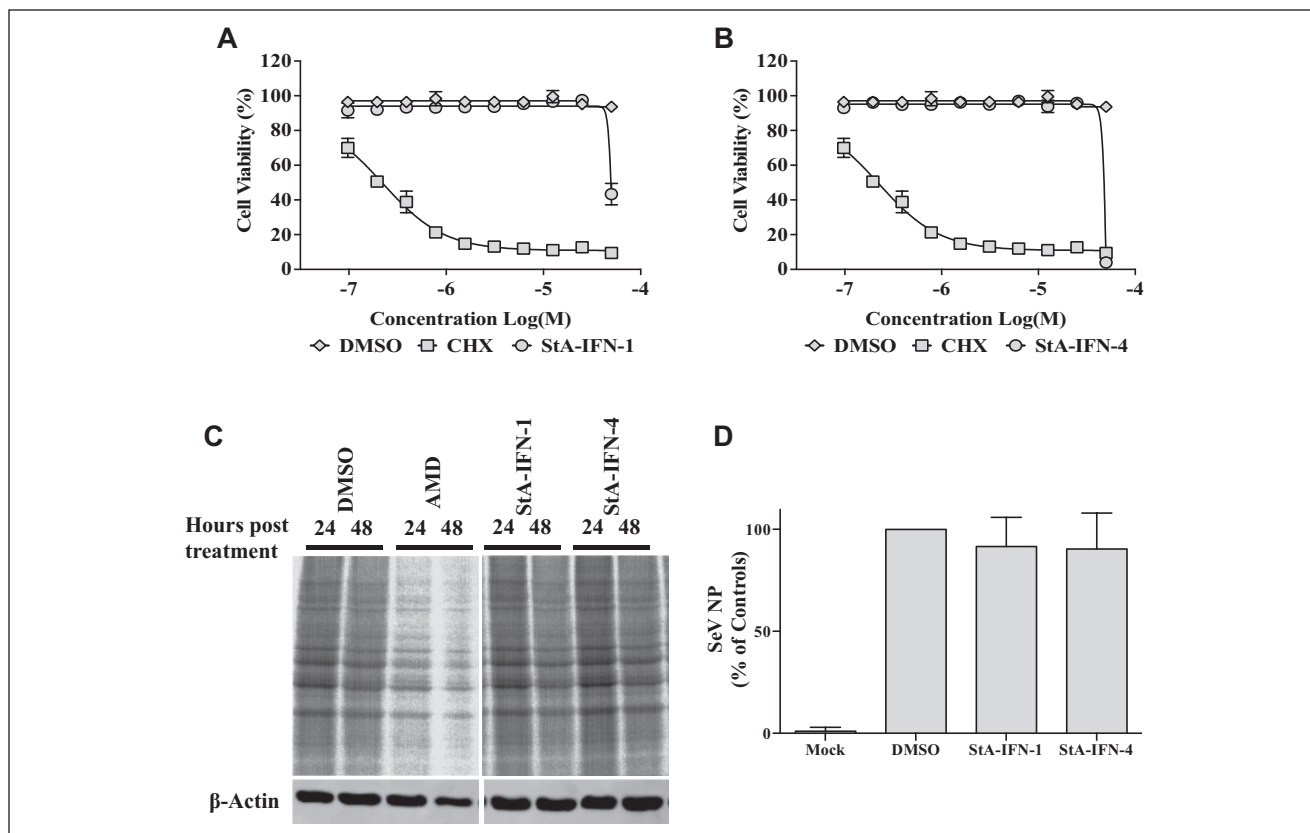 A
120
100
80
60
40
20
0
Cell Viability (%)
-7
-6
-5
-4
Concentration Log(M)
DMSO
CHX
StA-IFN-1
B
120
100
80
60
40
20
0
Cell Viability (%)
-7
-6
-5
-4
Concentration Log(M)
DMSO
CHX
StA-IFN-4
C
DMSO
AMD
StA-IFN-1
StA-IFN-4
Hours post
treatment
24 48 24 48 24 48 24 48
β-Actin
D
100
50
0
SeV NP
(% of Controls)
Mock
DMSO
StA-IFN-1
StA-IFN-4